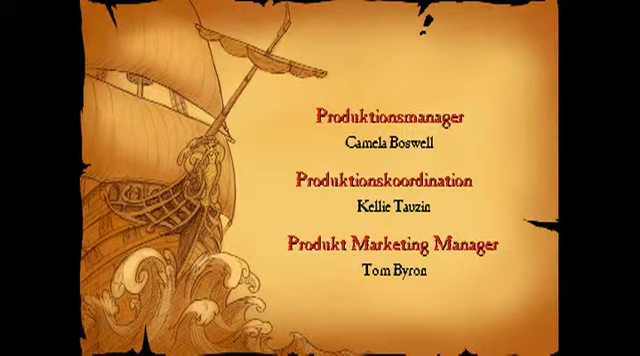 Produktionsmanager
Camela Boswell
Produktionskoordination
Kellie Tauzin
Produkt Marketing Manager
Tom Byron